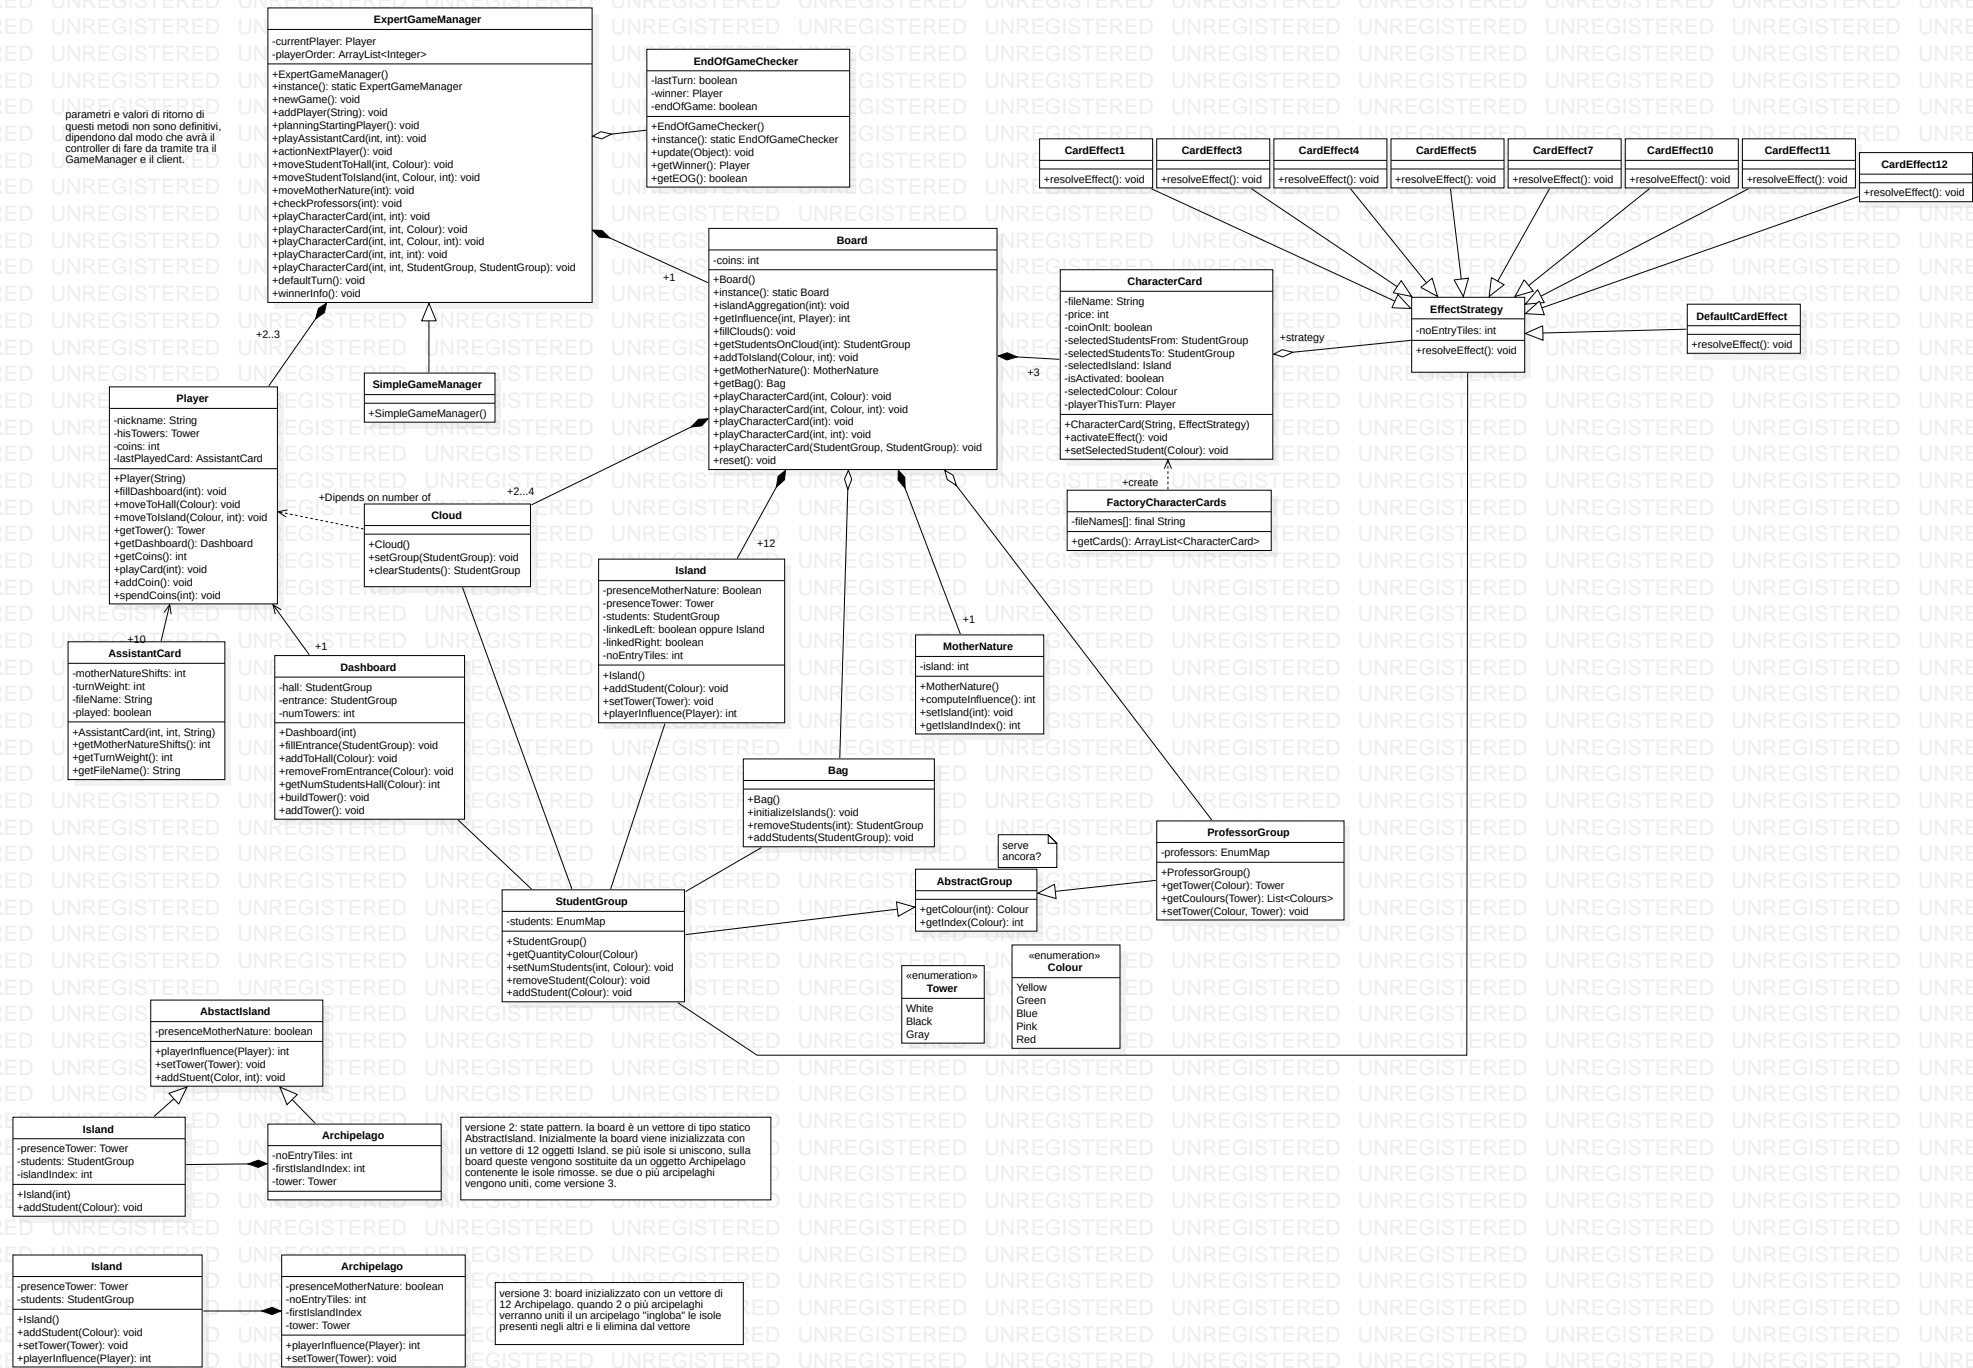 ExpertGameManager
-currentPlayer: Player
-playerOrder: ArrayList<Integer>
+ExpertGameManager()
+instance(): static ExpertGameManager
+newGame(): void
+addPlayer(String): void
+planningStartingPlayer(): void
+playAssistantCard(int, int): void
+actionNextPlayer(): void
+moveStudentToHall(int, Colour): void
+moveStudentToIsland(int, Colour, int): void
+moveMotherNature(int): void
+checkProfessors(int): void
+playCharacterCard(int, int): void
+playCharacterCard(int, int, Colour): void
+playCharacterCard(int, int, Colour, int): void
+playCharacterCard(int, int, int): void
+playCharacterCard(int, int, StudentGroup, StudentGroup): void
+defaultTurn(): void
+winnerInfo(): void
parametri e valori di ritorno di
questi metodi non sono definitivi,
dipendono dal modo che avrà il
controller di fare da tramite tra il
GameManager e il client.
EndOfGameChecker
-lastTurn: boolean
-winner: Player
-endOfGame: boolean
+EndOfGameChecker()
+instance(): static EndOfGameChecker
+update(Object): void
+getWinner(): Player
+getEOG(): boolean
CardEffect1
+resolveEffect(): void
CardEffect3
+resolveEffect(): void
CardEffect4
+resolveEffect(): void
CardEffect5
+resolveEffect(): void
CardEffect7
+resolveEffect(): void
CardEffect10
+resolveEffect(): void
CardEffect11
+resolveEffect(): void
CardEffect12
+resolveEffect(): void
Board
-coins: int
+Board()
+instance(): static Board
+islandAggregation(int): void
+getInfluence(int, Player): int
+fillClouds(): void
+getStudentsOnCloud(int): StudentGroup
+addToIsland(Colour, int): void
+getMotherNature(): MotherNature
+getBag(): Bag
+playCharacterCard(int, Colour): void
+playCharacterCard(int, Colour, int): void
+playCharacterCard(int): void
+playCharacterCard(int, int): void
+playCharacterCard(StudentGroup, StudentGroup): void
+reset(): void
+1
+2..3
+3
+2...4
CharacterCard
-fileName: String
-price: int
-coinOnIt: boolean
-selectedStudentsFrom: StudentGroup
-selectedStudentsTo: StudentGroup
-selectedIsland: Island
-isActivated: boolean
-selectedColour: Colour
-playerThisTurn: Player
+CharacterCard(String, EffectStrategy)
+activateEffect(): void
+setSelectedStudent(Colour): void
+strategy
EffectStrategy
-noEntryTiles: int
+resolveEffect(): void
DefaultCardEffect
+resolveEffect(): void
+create
FactoryCharacterCards
-fileNames[]: final String
+getCards(): ArrayList<CharacterCard>
SimpleGameManager
+SimpleGameManager()
Player
-nickname: String
-hisTowers: Tower
-coins: int
-lastPlayedCard: AssistantCard
+Player(String)
+fillDashboard(int): void
+moveToHall(Colour): void
+moveToIsland(Colour, int): void
+getTower(): Tower
+getDashboard(): Dashboard
+getCoins(): int
+playCard(int): void
+addCoin(): void
+spendCoins(int): void
+Dipends on number of
Cloud
+Cloud()
+setGroup(StudentGroup): void
+clearStudents(): StudentGroup
+12
Island
-presenceMotherNature: Boolean
-presenceTower: Tower
-students: StudentGroup
-linkedLeft: boolean oppure Island
-linkedRight: boolean
-noEntryTiles: int
+Island()
+addStudent(Colour): void
+setTower(Tower): void
+playerInfluence(Player): int
+1
MotherNature
-island: int
+MotherNature()
+computeInfluence(): int
+setIsland(int): void
+getIslandIndex(): int
+10
AssistantCard
-motherNatureShifts: int
-turnWeight: int
-fileName: String
-played: boolean
+AssistantCard(int, int, String)
+getMotherNatureShifts(): int
+getTurnWeight(): int
+getFileName(): String
+1
Dashboard
-hall: StudentGroup
-entrance: StudentGroup
-numTowers: int
+Dashboard(int)
+fillEntrance(StudentGroup): void
+addToHall(Colour): void
+removeFromEntrance(Colour): void
+getNumStudentsHall(Colour): int
+buildTower(): void
+addTower(): void
Bag
+Bag()
+initializeIslands(): void
+removeStudents(int): StudentGroup
+addStudents(StudentGroup): void
serve
ancora?
AbstractGroup
+getColour(int): Colour
+getIndex(Colour): int
ProfessorGroup
-professors: EnumMap
+ProfessorGroup()
+getTower(Colour): Tower
+getCoulours(Tower): List<Colours>
+setTower(Colour, Tower): void
StudentGroup
-students: EnumMap
+StudentGroup()
+getQuantityColour(Colour)
+setNumStudents(int, Colour): void
+removeStudent(Colour): void
+addStudent(Colour): void
«enumeration»
Tower
White
Black
Gray
«enumeration»
Colour
Yellow
Green
Blue
Pink
Red
AbstactIsland
-presenceMotherNature: boolean
+playerInfluence(Player): int
+setTower(Tower): void
+addStuent(Color, int): void
Island
-presenceTower: Tower
-students: StudentGroup
-islandIndex: int
+Island(int)
+addStudent(Colour): void
Archipelago
-noEntryTiles: int
-firstIslandIndex: int
-tower: Tower
versione 2: state pattern. la board è un vettore di tipo statico
AbstractIsland. Inizialmente la board viene inizializzata con
un vettore di 12 oggetti Island. se più isole si uniscono, sulla
board queste vengono sostituite da un oggetto Archipelago
contenente le isole rimosse. se due o più arcipelaghi
vengono uniti, come versione 3.
Island
-presenceTower: Tower
-students: StudentGroup
+Island()
+addStudent(Colour): void
+setTower(Tower): void
+playerInfluence(Player): int
Archipelago
-presenceMotherNature: boolean
-noEntryTiles: int
-firstIslandIndex
-tower: Tower
+playerInfluence(Player): int
+setTower(Tower): void
versione 3: board inizializzato con un vettore di
12 Archipelago. quando 2 o più arcipelaghi
verranno uniti il un arcipelago "ingloba" le isole
presenti negli altri e li elimina dal vettore